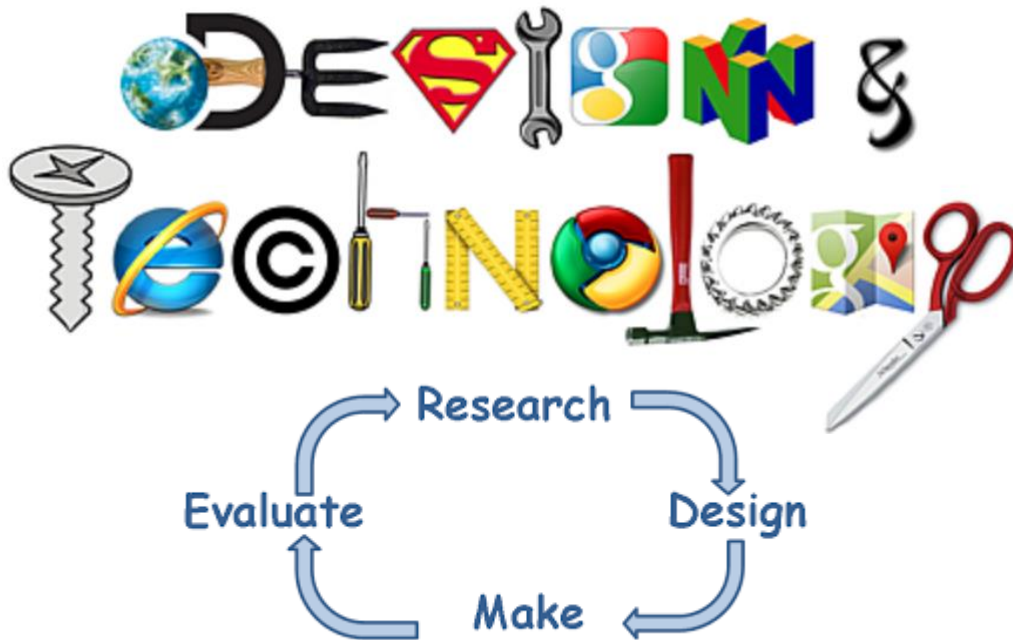 DESIGN &
TECHNOLOGY
Research
Evaluate Design
Make